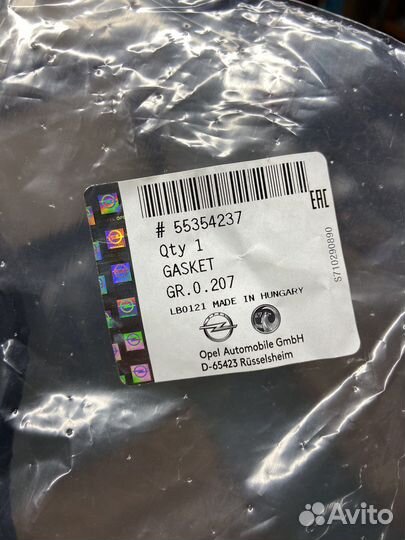 # 55354237
Qty 1
GASKET
GR.0.207
LB0121 MADE IN HUNGARY
Opel Automobile GmbH
D-65423 Rüsselsheim
EAC
S710290890
Avito